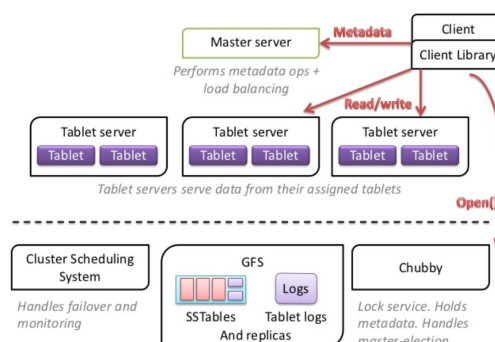 Client
Metadata
Master server
Client Library
Performs metadata ops +
load balancing
Read/write
Tablet server
Tablet Tablet
Tablet server
Tablet Tablet
Tablet server
Tablet Tablet
Tablet servers serve data from their assigned tablets
Open()
Cluster Scheduling
System
Handles failover and
monitoring
GFS
Logs
SSTables
Tablet logs
And replicas
Chubby
Lock service. Holds
metadata. Handles
master-election